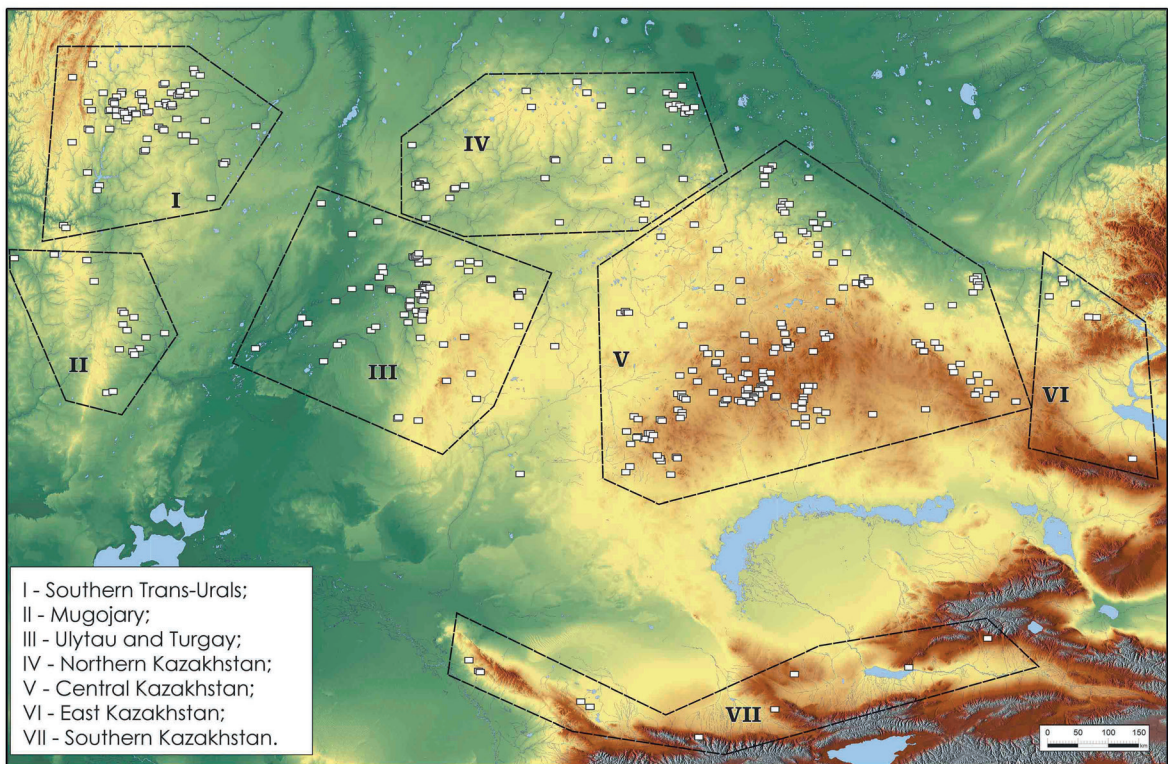 I
IV
II
III
V
VI
VII
I - Southern Trans-Urals;
II - Mugojary;
III - Ulytau and Turgay;
IV - Northern Kazakhstan;
V - Central Kazakhstan;
VI - East Kazakhstan;
VII - Southern Kazakhstan.
0 50 100 150
km